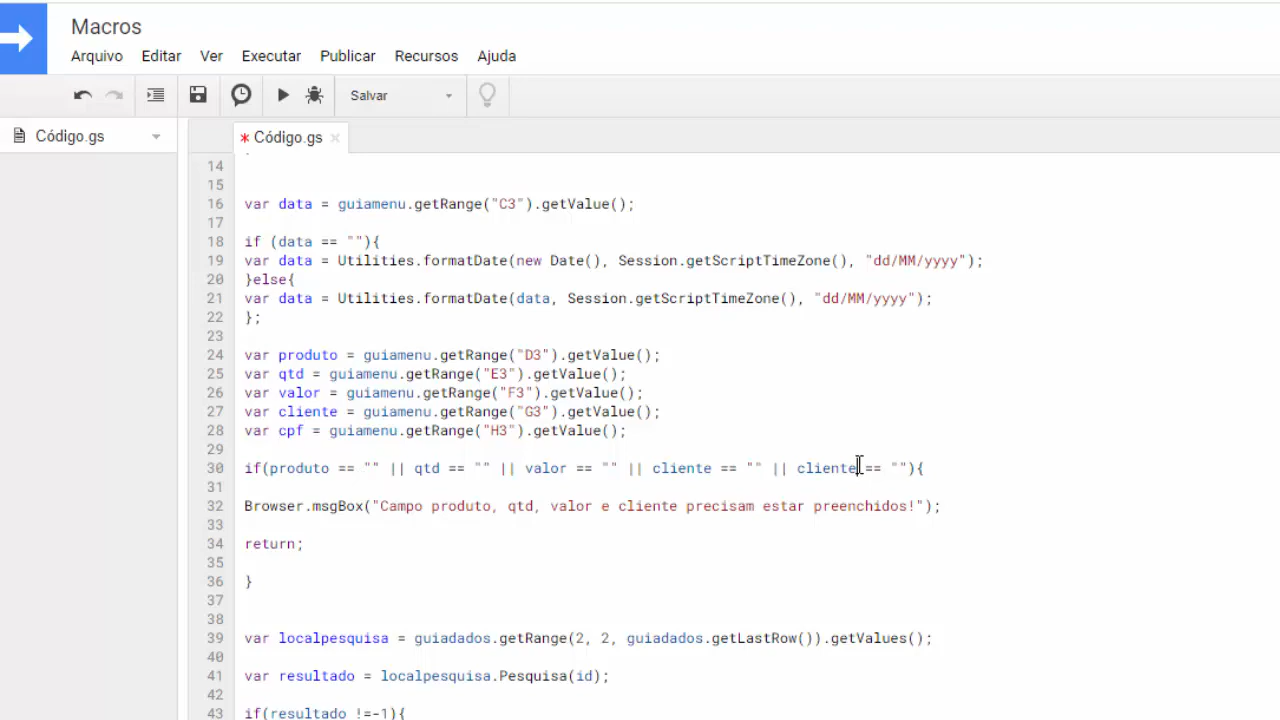 Macros
Arquivo Editar Ver Executar Publicar Recursos Ajuda
Salvar
Código.gs
* Código.gs ×
14
15
16 var data = guiamenu.getRange("C3").getValue();
17
18 if (data == ""){
19 var data = Utilities.formatDate(new Date(), Session.getScriptTimeZone(), "dd/MM/yyyy");
20 }else{
21 var data = Utilities.formatDate(data, Session.getScriptTimeZone(), "dd/MM/yyyy");
22 };
23
24 var produto = guiamenu.getRange("D3").getValue();
25 var qtd = guiamenu.getRange("E3").getValue();
26 var valor = guiamenu.getRange("F3").getValue();
27 var cliente = guiamenu.getRange("G3").getValue();
28 var cpf = guiamenu.getRange("H3").getValue();
29
30 if(produto == "" || qtd == "" || valor == "" || cliente == "" || cliente == ""){
31
32 Browser.msgBox("Campo produto, qtd, valor e cliente precisam estar preenchidos!");
33
34 return;
35
36 }
37
38
39 var localpesquisa = guiadados.getRange(2, 2, guiadados.getLastRow()).getValues();
40
41 var resultado = localpesquisa.Pesquisa(id);
42
43 if(resultado !=-1){